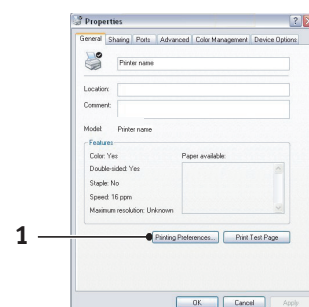 Properties
General Sharing Ports Advanced Color Management Device Options
Printer name
Location:
Comment:
Model: Printer name
Features
Color: Yes Paper available:
Double-sided: Yes
Staple: No
Speed: 16 ppm
Maximum resolution: Unknown
1
Printing Preferences... Print Test Page
OK Cancel Apply